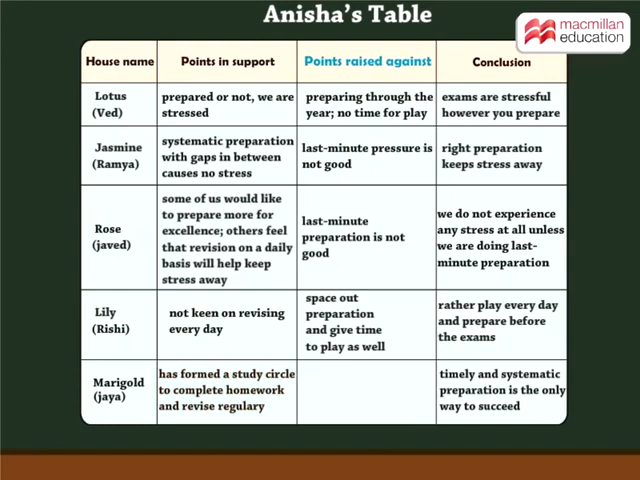 Anisha's Table
macmillan
education
House name
Points in support
Points raised against
Conclusion
Lotus
(Ved)
prepared or not, we are
stressed
preparing through the
year; no time for play
exams are stressful
however you prepare
Jasmine
(Ramya)
systematic preparation
with gaps in between
causes no stress
last-minute pressure is
not good
right preparation
keeps stress away
Rose
(javed)
some of us would like
to prepare more for
excellence; others feel
that revision on a daily
basis will help keep
stress away
last-minute
preparation is not
good
we do not experience
any stress at all unless
we are doing last-
minute preparation
Lily
(Rishi)
not keen on revising
every day
space out
preparation
and give time
to play as well
rather play every day
and prepare before
the exams
Marigold
(jaya)
has formed a study circle
to complete homework
and revise regulary
timely and systematic
preparation is the only
way to succeed